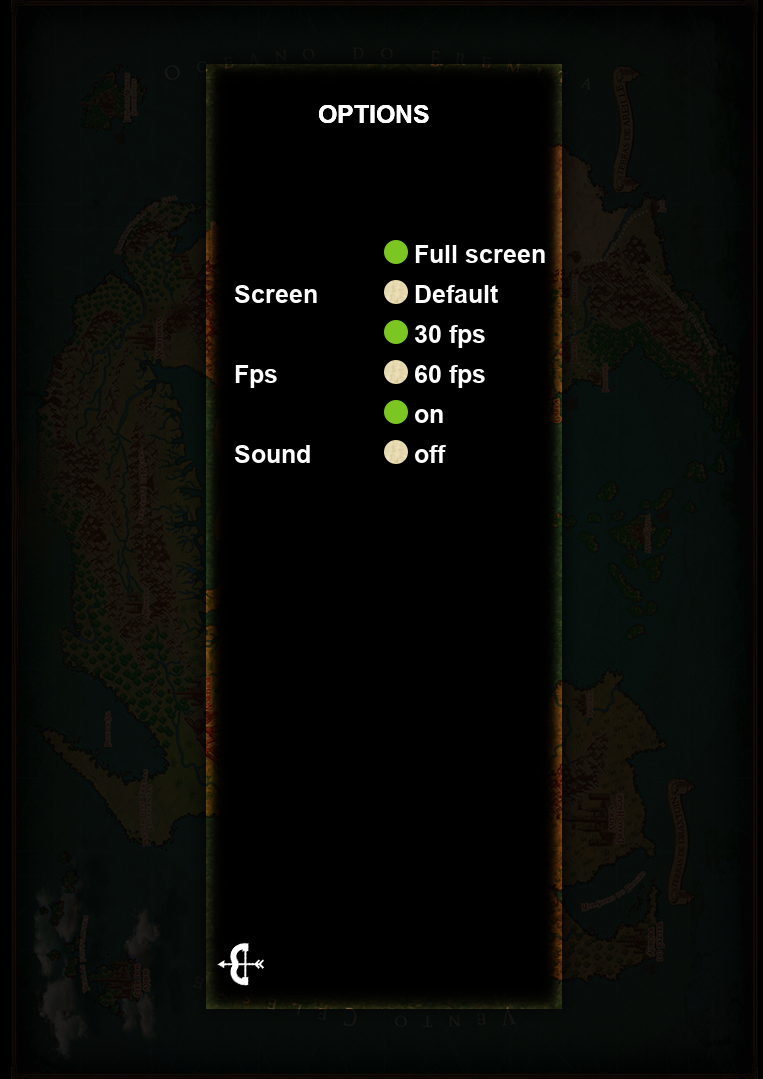 OPTIONS
Full screen
Screen Default
30 fps
Fps 60 fps
on
Sound off